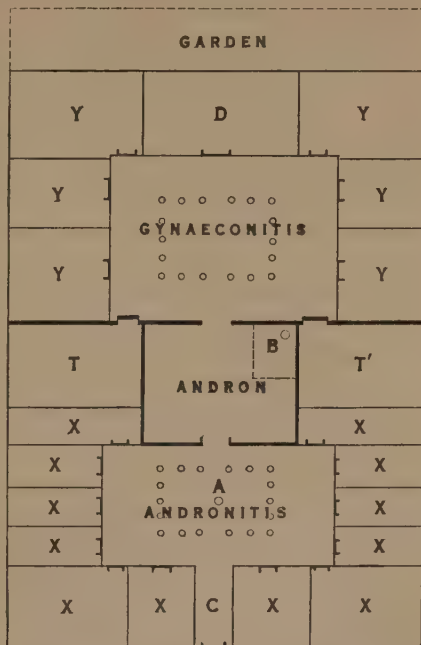 GARDEN
Y D Y
Y Y
GYNAECONITIS
Y Y
B
T T'
ANDRON
X X
X X
A
X ANDRONITIS X
X X
X X C X X